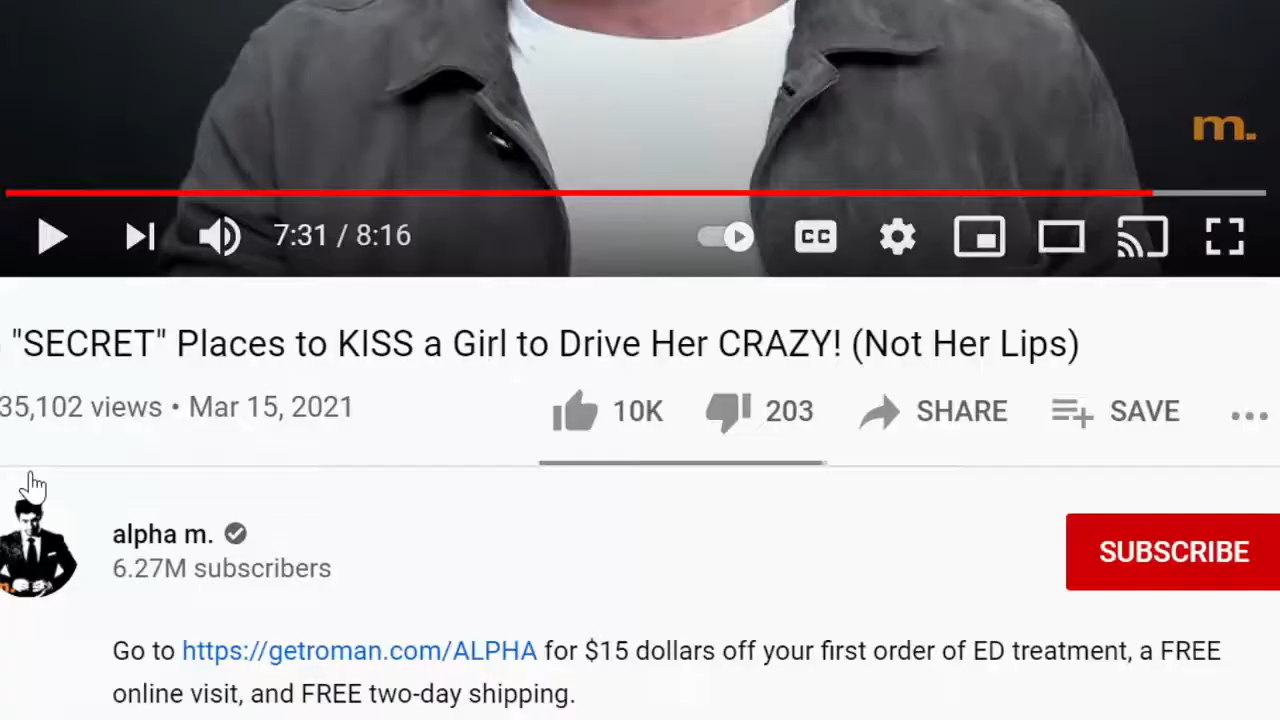 m.
7:31 / 8:16
CC
"SECRET" Places to KISS a Girl to Drive Her CRAZY! (Not Her Lips)
35,102 views • Mar 15, 2021
10K
203
SHARE
SAVE
alpha m.
6.27M subscribers
SUBSCRIBE
Go to https://getroman.com/ALPHA for $15 dollars off your first order of ED treatment, a FREE
online visit, and FREE two-day shipping.